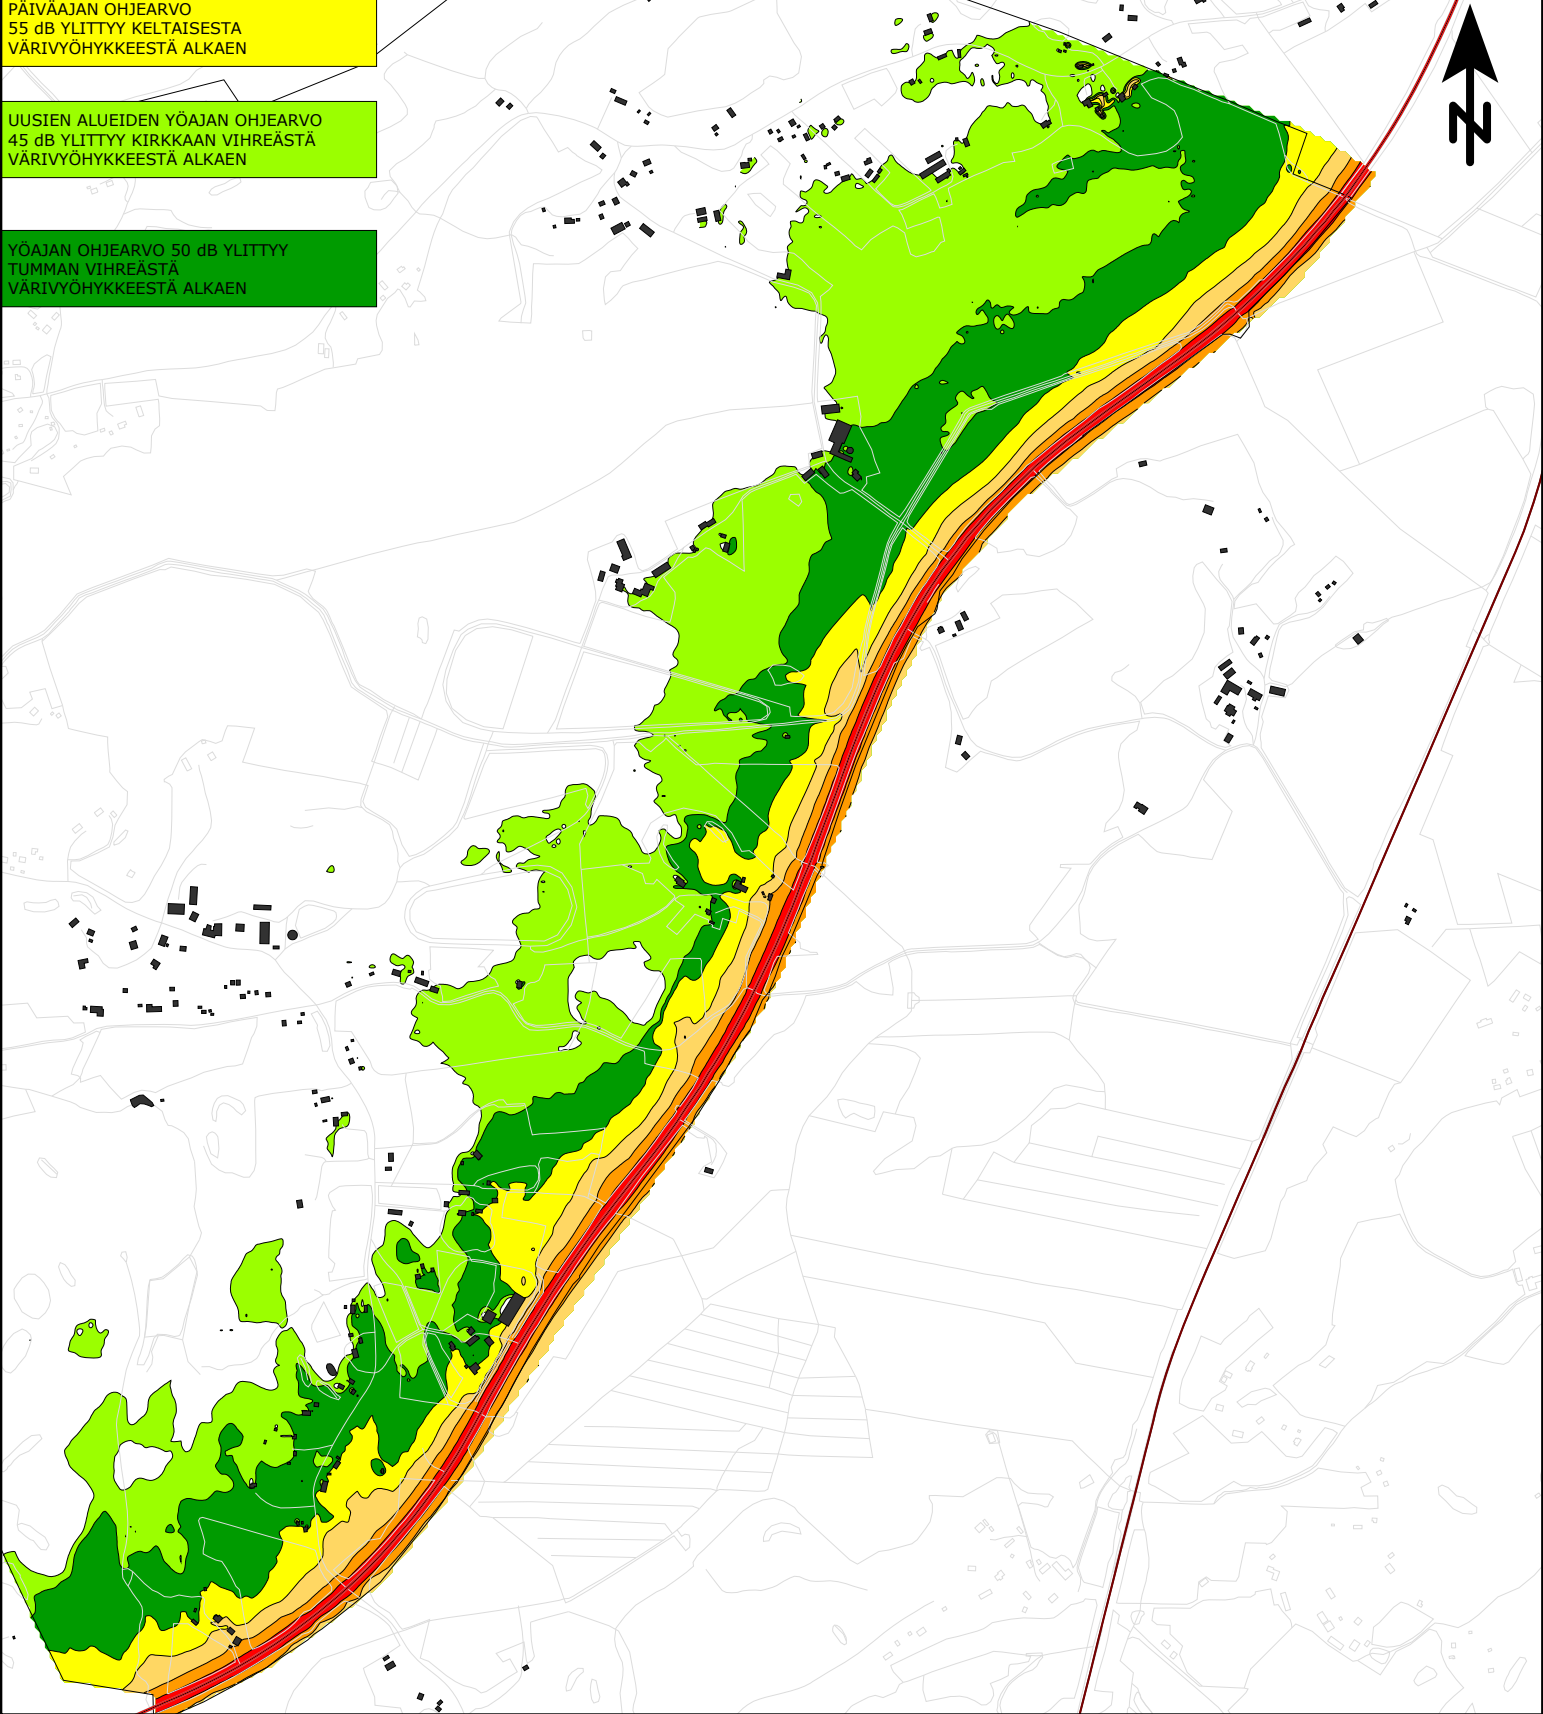 PÄIVÄAJAN OHJEARVO
55 dB YLITTYY KELTAISESTA
VÄRIVYÖHYKKEESTÄ ALKAEN
UUSIEN ALUEIDEN YÖAJAN OHJEARVO
45 dB YLITTYY KIRKKAAN VIHREÄSTÄ
VÄRIVYÖHYKKEESTÄ ALKAEN
YÖAJAN OHJEARVO 50 dB YLITTYY
TUMMAN VIHREÄSTÄ
VÄRIVYÖHYKKEESTÄ ALKAEN
N